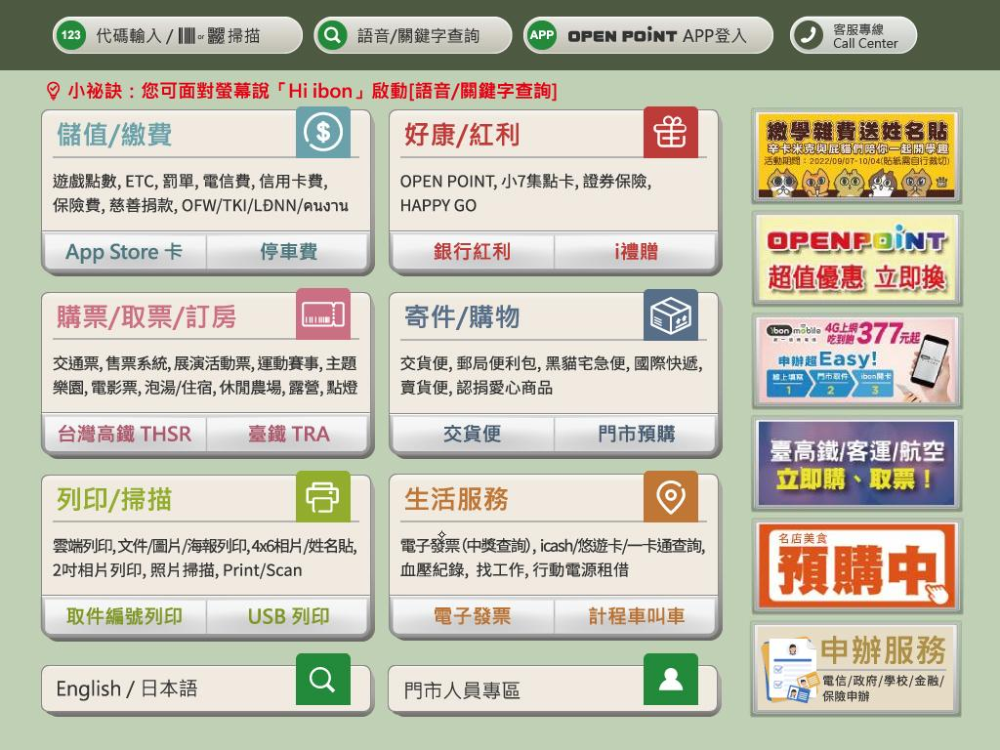 123 代碼輸入 / or 掃描
語音/關鍵字查詢
APP OPEN POiNT APP登入
客服專線
Call Center
小祕訣：您可面對螢幕說「Hi ibon」啟動[語音/關鍵字查詢]
儲值/繳費
遊戲點數, ETC, 罰單, 電信費, 信用卡費,
保險費, 慈善捐款, OFW/TKI/LĐNN/คนงาน
App Store 卡
停車費
好康/紅利
OPEN POINT, 小7集點卡, 證券保險,
HAPPY GO
銀行紅利
i禮贈
購票/取票/訂房
交通票, 售票系統, 展演活動票, 運動賽事, 主題
樂園, 電影票, 泡湯/住宿, 休閒農場, 露營, 點燈
台灣高鐵 THSR
臺鐵 TRA
寄件/購物
交貨便, 郵局便利包, 黑貓宅急便, 國際快遞,
賣貨便, 認捐愛心商品
交貨便
門市預購
列印/掃描
雲端列印, 文件/圖片/海報列印, 4x6相片/姓名貼,
2吋相片列印, 照片掃描, Print/Scan
取件編號列印
USB 列印
生活服務
電子發票 (中獎查詢), icash/悠遊卡/一卡通查詢,
血壓紀錄, 找工作, 行動電源租借
電子發票
計程車叫車
English / 日本語
門市人員專區
繳學雜費送姓名貼
辛卡米克與屁貓們陪你一起開學趣
活動期間：2022/09/07-10/04(貼紙需自行裁切)
OPENPOiNT
超值優惠 立即換
ibon mobile
4G上網
吃到飽 377元起
申辦超Easy!
線上填寫 門市取件 ibon開卡
1 2 3
臺高鐵/客運/航空
立即購、取票！
名店美食
預購中
申辦服務
電信/政府/學校/金融/
保險申辦